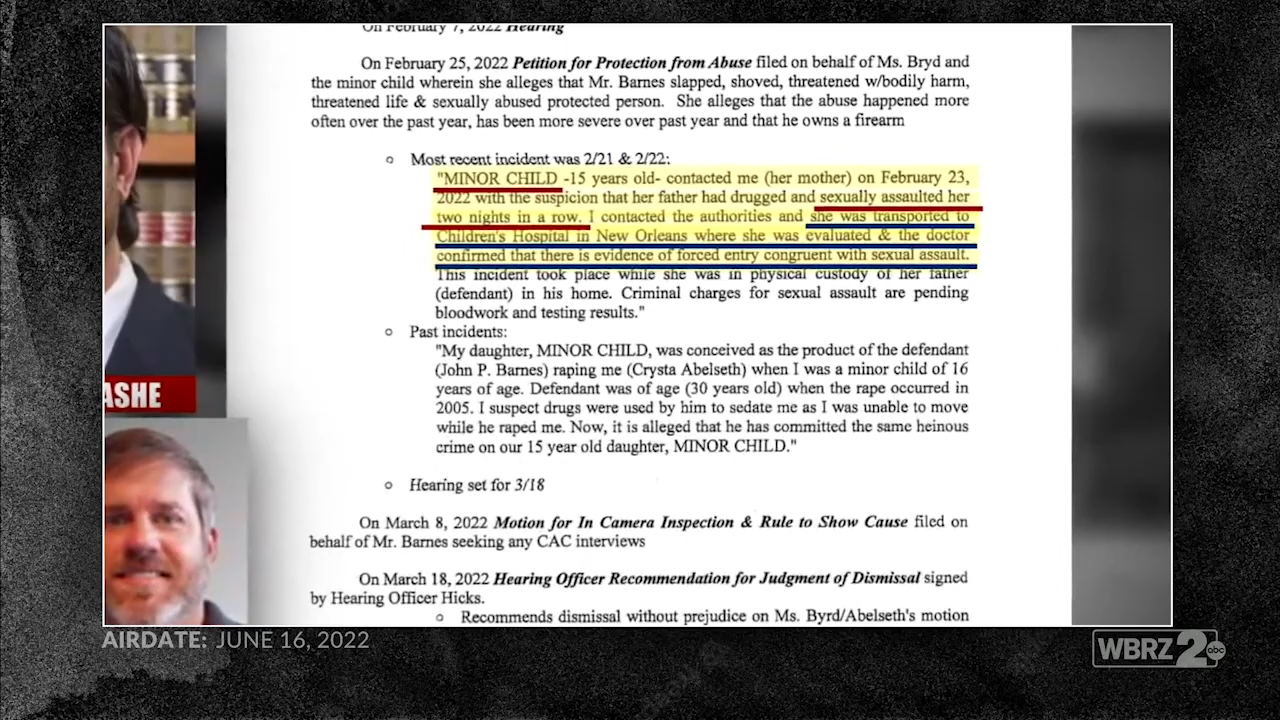 On February 7, 2022 Hearing
On February 25, 2022 Petition for Protection from Abuse filed on behalf of Ms. Bryd and
the minor child wherein she alleges that Mr. Barnes slapped, shoved, threatened w/bodily harm,
threatened life & sexually abused protected person. She alleges that the abuse happened more
often over the past year, has been more severe over past year and that he owns a firearm
o Most recent incident was 2/21 & 2/22:
"MINOR CHILD -15 years old- contacted me (her mother) on February 23,
2022 with the suspicion that her father had drugged and sexually assaulted her
two nights in a row. I contacted the authorities and she was transported to
Children's Hospital in New Orleans where she was evaluated & the doctor
confirmed that there is evidence of forced entry congruent with sexual assault.
This incident took place while she was in physical custody of her father
(defendant) in his home. Criminal charges for sexual assault are pending
bloodwork and testing results."
o Past incidents:
"My daughter, MINOR CHILD, was conceived as the product of the defendant
(John P. Barnes) raping me (Crysta Abelseth) when I was a minor child of 16
years of age. Defendant was of age (30 years old) when the rape occurred in
2005. I suspect drugs were used by him to sedate me as I was unable to move
while he raped me. Now, it is alleged that he has committed the same heinous
crime on our 15 year old daughter, MINOR CHILD."
o Hearing set for 3/18
On March 8, 2022 Motion for In Camera Inspection & Rule to Show Cause filed on
behalf of Mr. Barnes seeking any CAC interviews
On March 18, 2022 Hearing Officer Recommendation for Judgment of Dismissal signed
by Hearing Officer Hicks.
o Recommends dismissal without prejudice on Ms. Byrd/Abelseth's motion
ASHE
AIRDATE: JUNE 16, 2022
WBRZ 2 abc